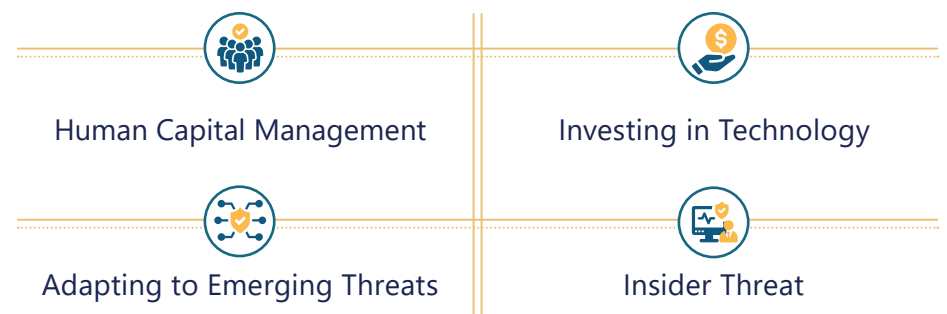 Human Capital Management
Investing in Technology
Adapting to Emerging Threats
Insider Threat